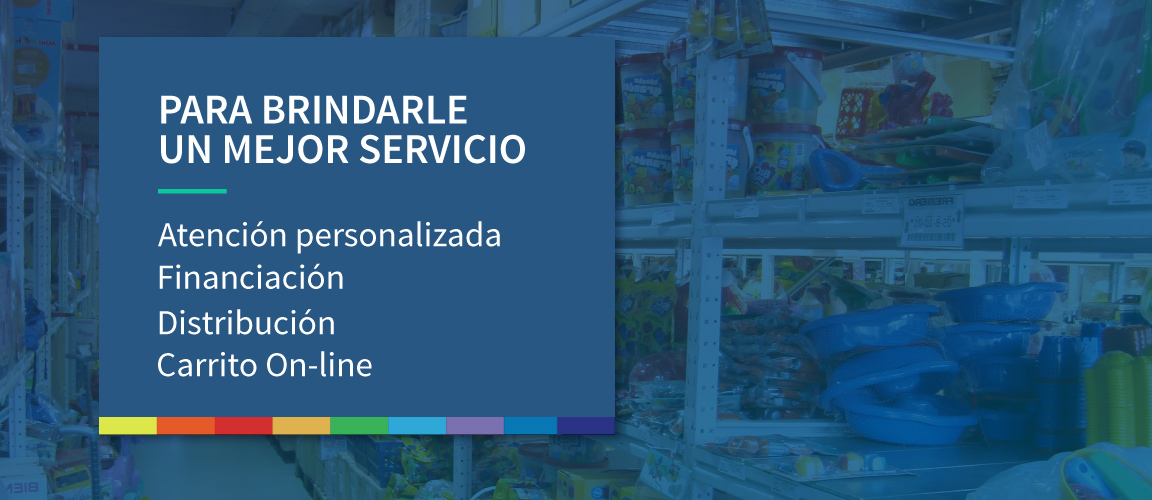 PARA BRINDARLE
UN MEJOR SERVICIO
Atención personalizada
Financiación
Distribución
Carrito On-line